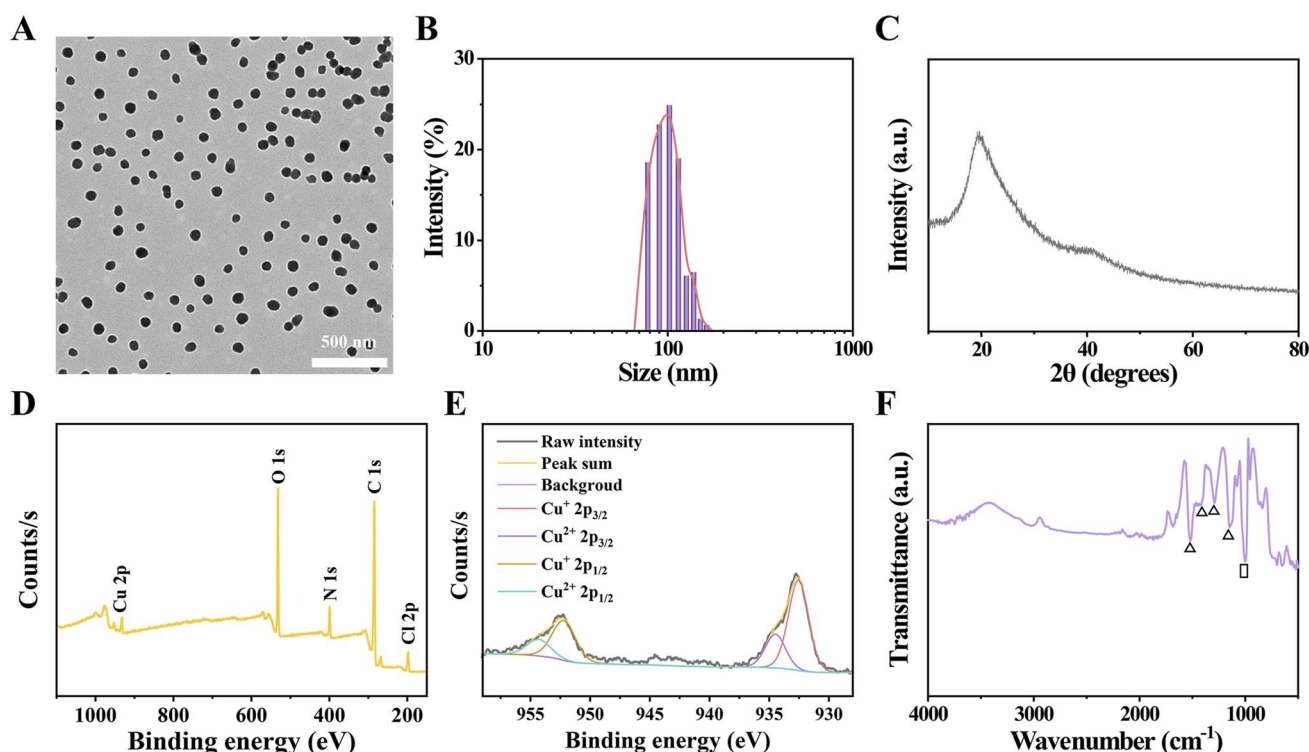 A
500 nm
B
Intensity (%)
30
20
10
0
10
100
1000
Size (nm)
C
Intensity (a.u.)
20
40
60
80
2θ (degrees)
D
Counts/s
Cu 2p
O 1s
N 1s
C 1s
Cl 2p
1000
800
600
400
200
Binding energy (eV)
E
Counts/s
Raw intensity
Peak sum
Backgroud
Cu⁺ 2p₃/₂
Cu²⁺ 2p₃/₂
Cu⁺ 2p₁/₂
Cu²⁺ 2p₁/₂
955
950
945
940
935
930
Binding energy (eV)
F
Transmittance (a.u.)
4000
3000
2000
1000
Wavenumber (cm⁻¹)